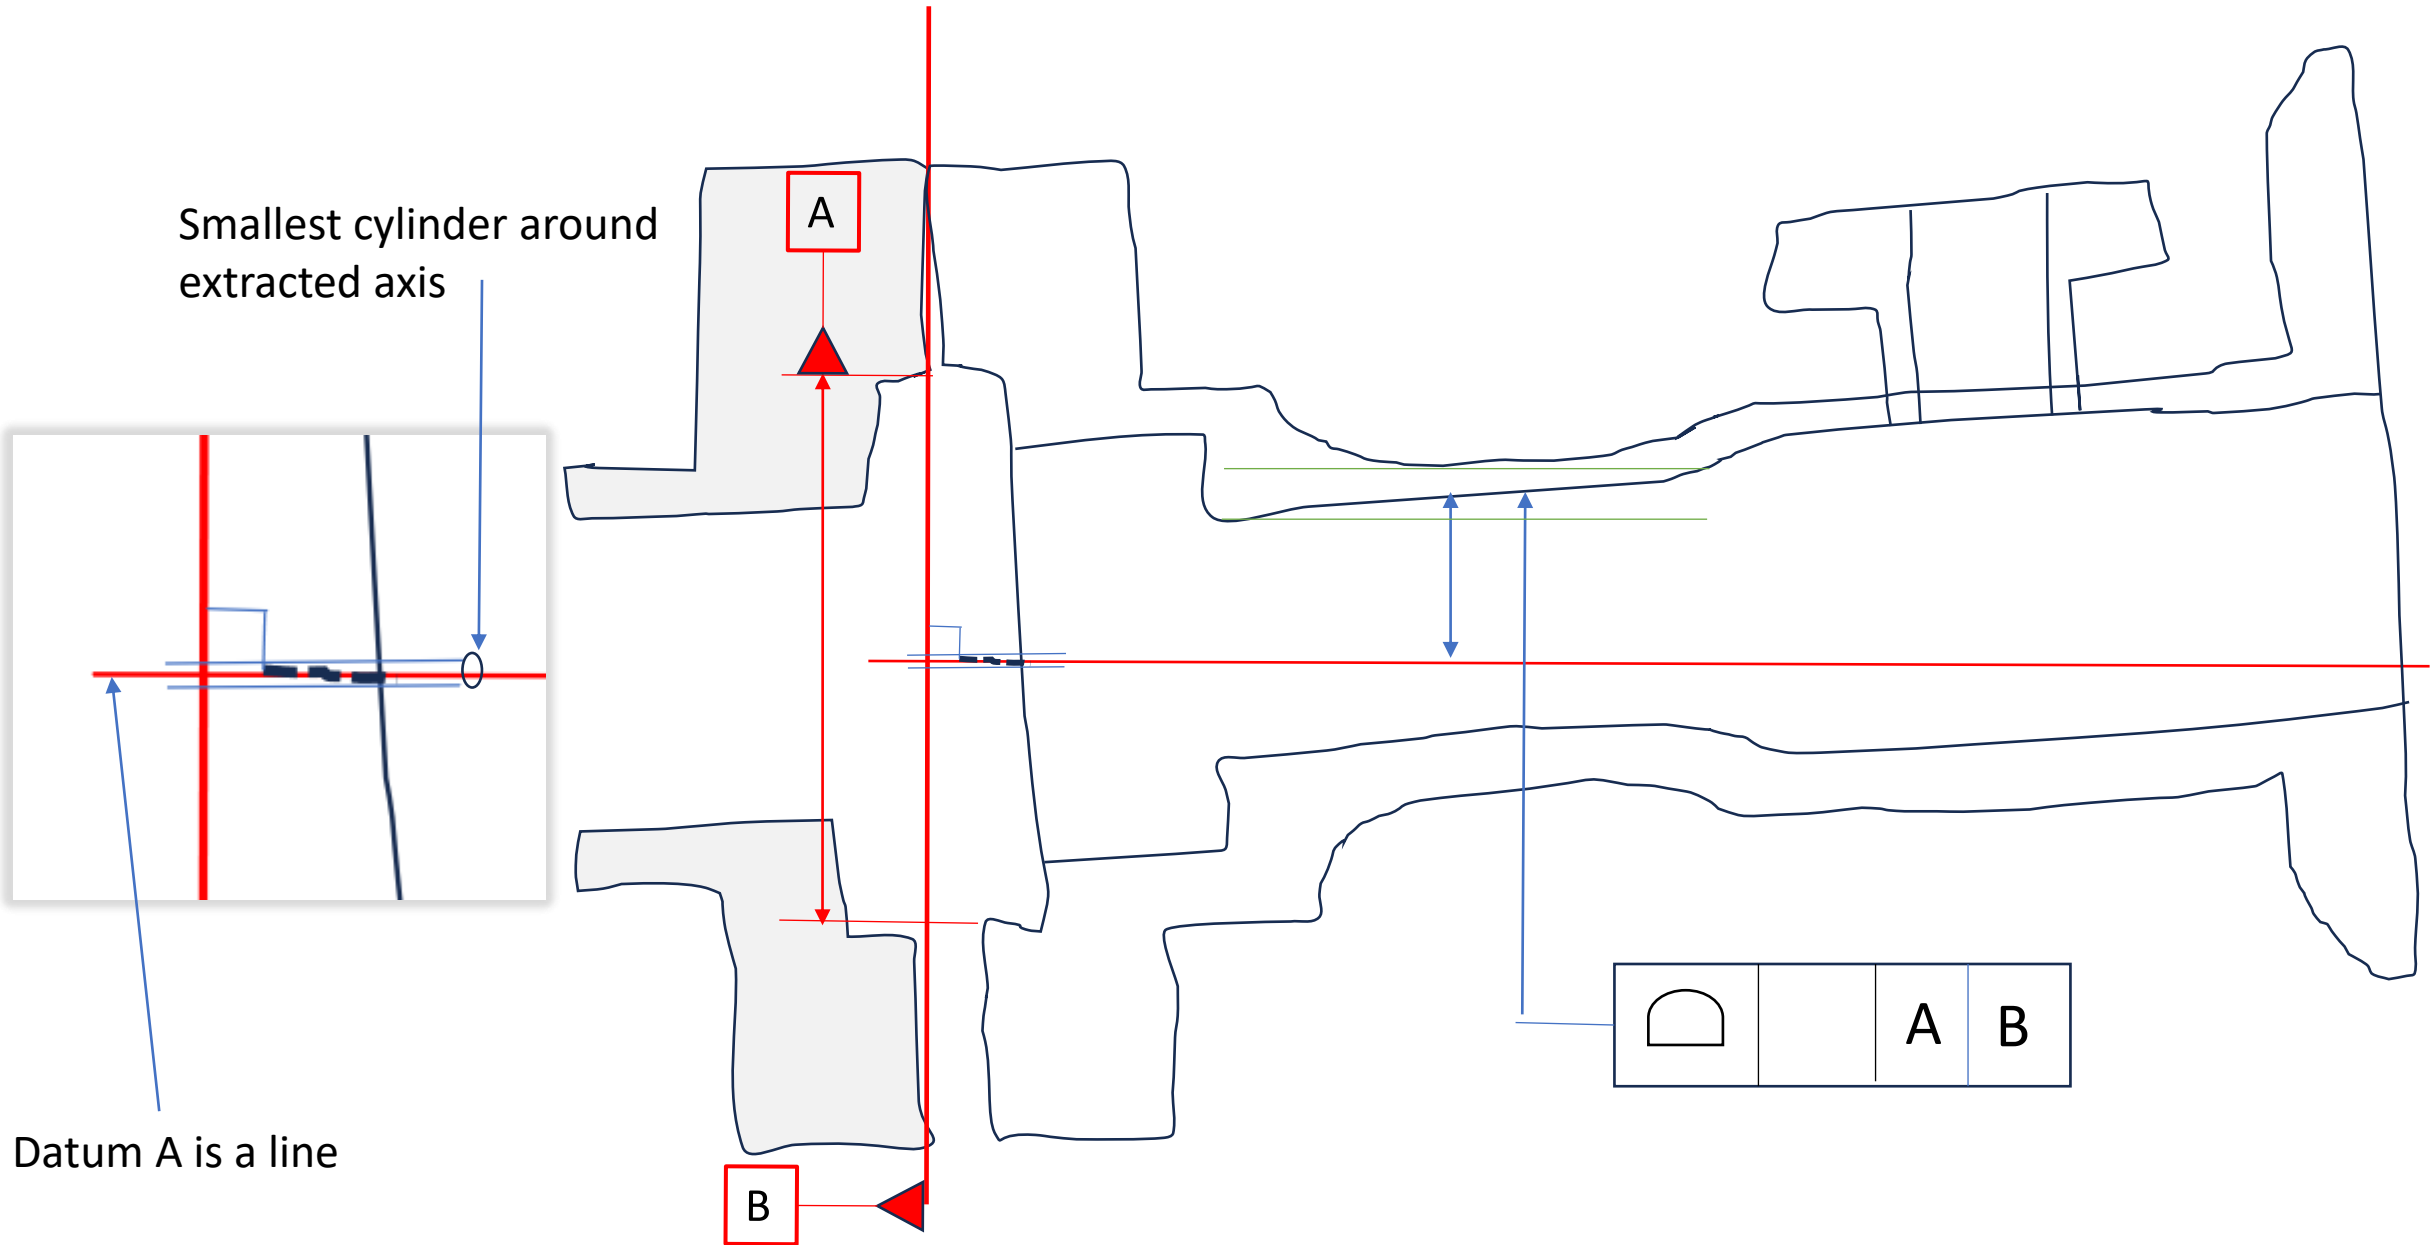 A
Smallest cylinder around
extracted axis
A B
Datum A is a line
B